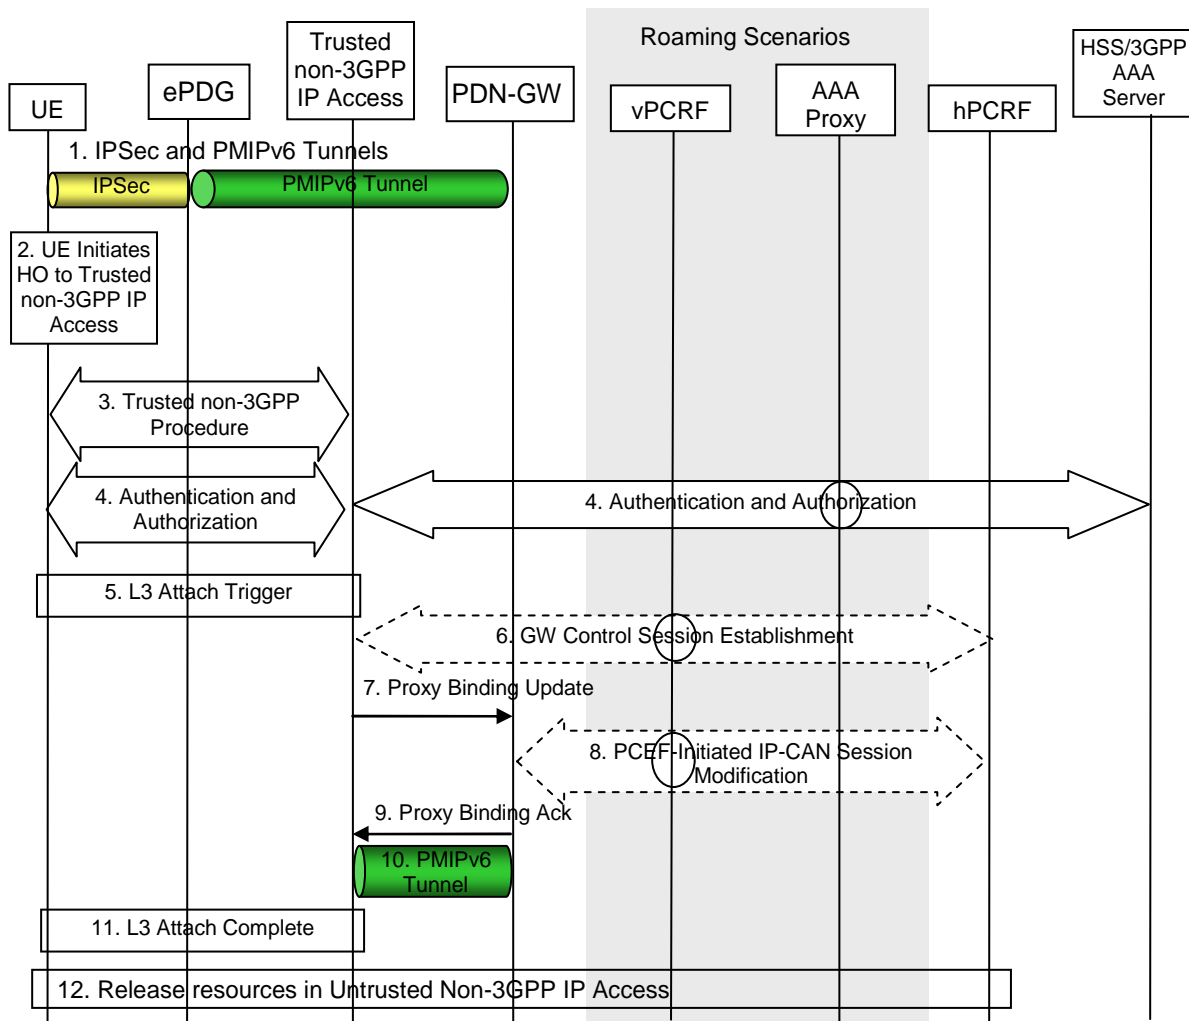 Roaming Scenarios
UE
ePDG
Trusted
non-3GPP
IP Access
PDN-GW
vPCRF
AAA
Proxy
hPCRF
HSS/3GPP
AAA
Server
1. IPSec and PMIPv6 Tunnels
IPSec
PMIPv6 Tunnel
2. UE Initiates
HO to Trusted
non-3GPP IP
Access
3. Trusted non-3GPP
Procedure
4. Authentication and
Authorization
4. Authentication and Authorization
5. L3 Attach Trigger
6. GW Control Session Establishment
7. Proxy Binding Update
8. PCEF-Initiated IP-CAN Session
Modification
9. Proxy Binding Ack
10. PMIPv6
Tunnel
11. L3 Attach Complete
12. Release resources in Untrusted Non-3GPP IP Access